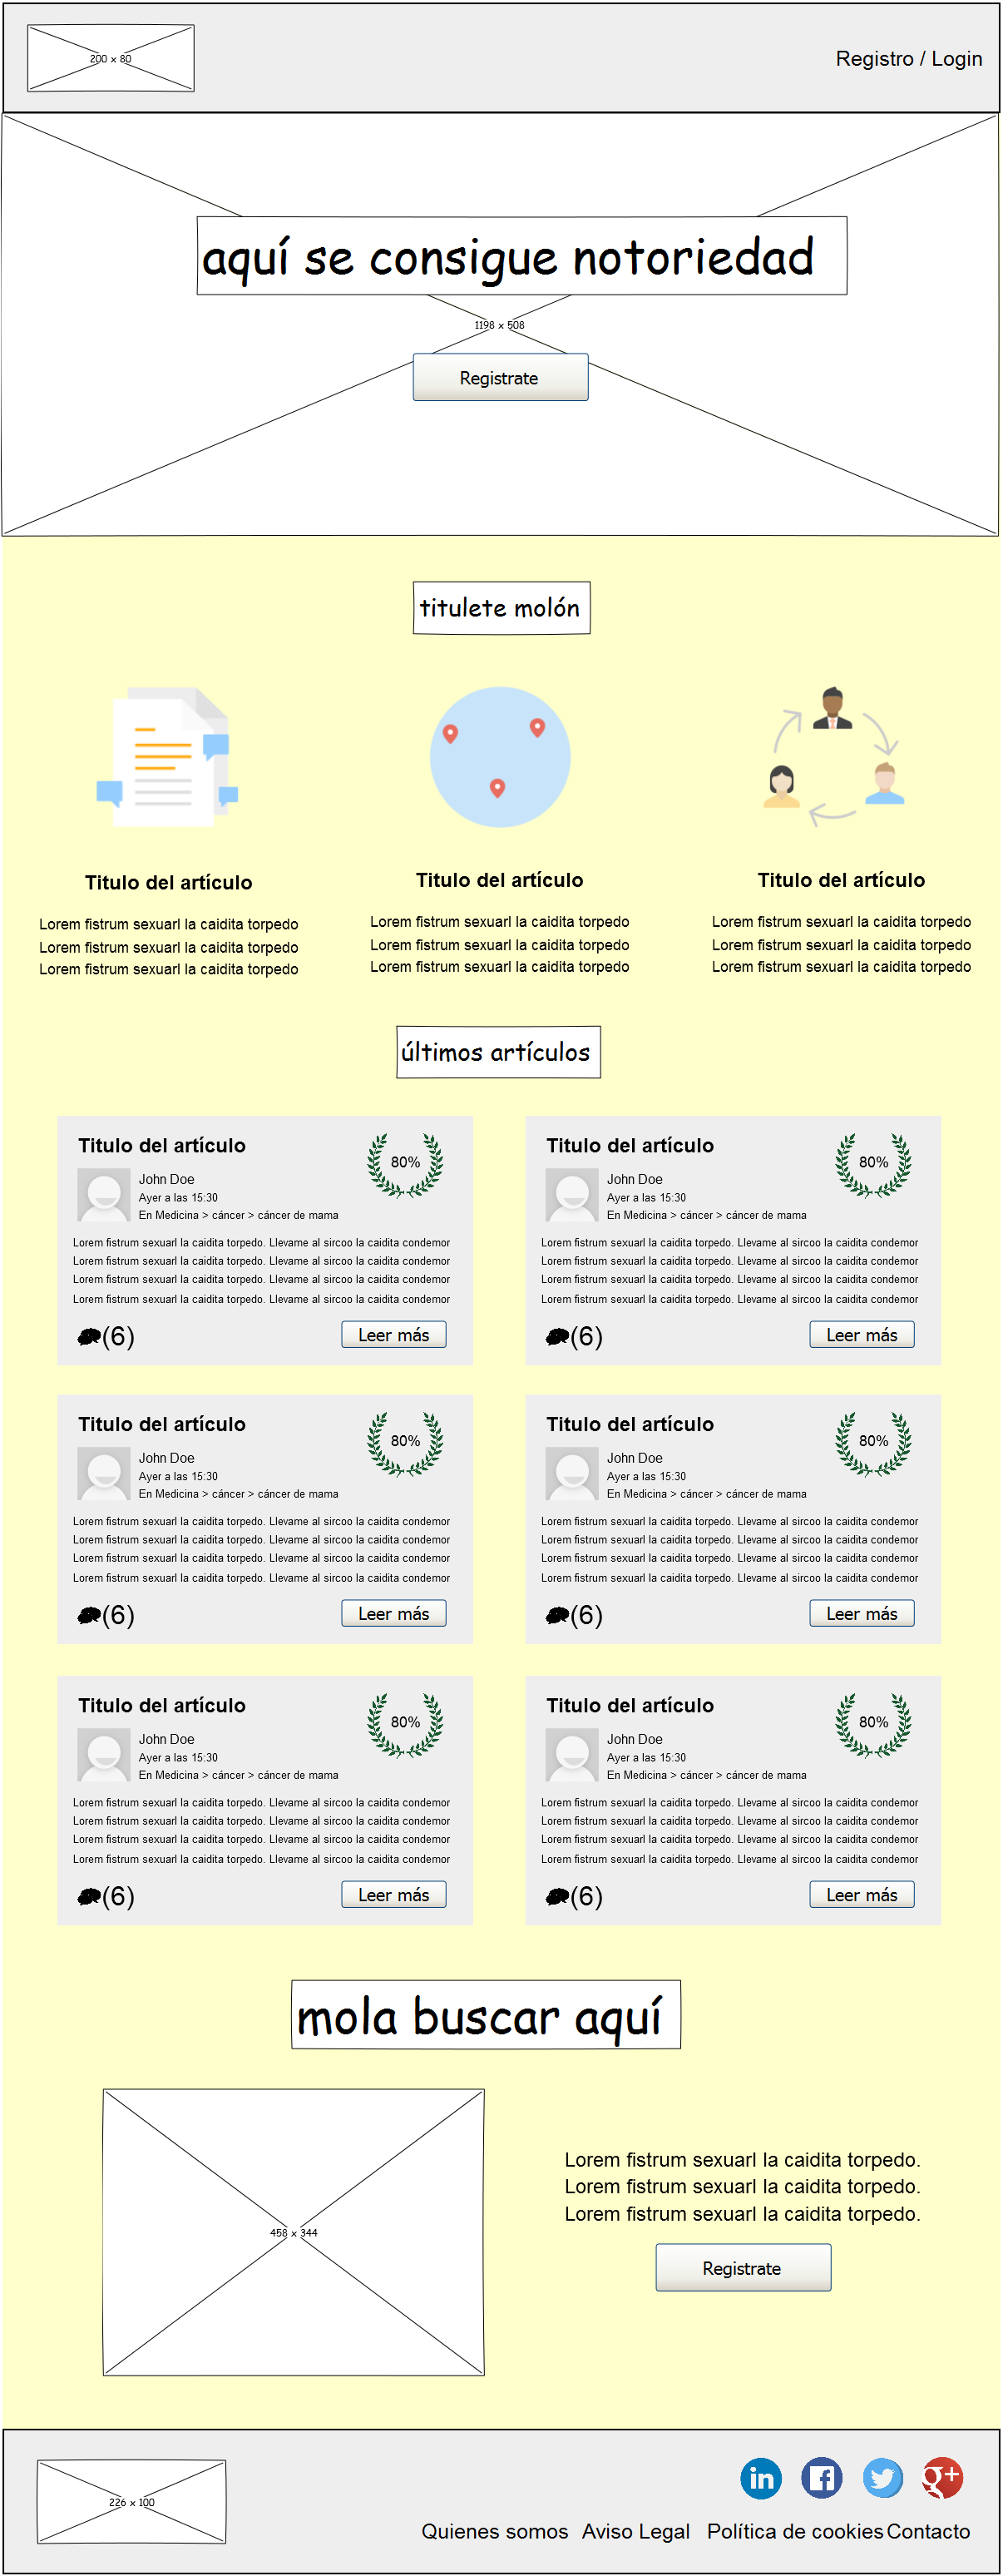 200 x 80
Registro / Login
aquí se consigue notoriedad
1198 x 508
Registrate
titulete molón
Titulo del artículo
Lorem fistrum sexuarl la caidita torpedo
Lorem fistrum sexuarl la caidita torpedo
Lorem fistrum sexuarl la caidita torpedo
Titulo del artículo
Lorem fistrum sexuarl la caidita torpedo
Lorem fistrum sexuarl la caidita torpedo
Lorem fistrum sexuarl la caidita torpedo
Titulo del artículo
Lorem fistrum sexuarl la caidita torpedo
Lorem fistrum sexuarl la caidita torpedo
Lorem fistrum sexuarl la caidita torpedo
últimos artículos
Titulo del artículo
80%
John Doe
Ayer a las 15:30
En Medicina > cáncer > cáncer de mama
Lorem fistrum sexuarl la caidita torpedo. Llevame al sircoo la caidita condemor
Lorem fistrum sexuarl la caidita torpedo. Llevame al sircoo la caidita condemor
Lorem fistrum sexuarl la caidita torpedo. Llevame al sircoo la caidita condemor
Lorem fistrum sexuarl la caidita torpedo. Llevame al sircoo la caidita condemor
(6)
Leer más
Titulo del artículo
80%
John Doe
Ayer a las 15:30
En Medicina > cáncer > cáncer de mama
Lorem fistrum sexuarl la caidita torpedo. Llevame al sircoo la caidita condemor
Lorem fistrum sexuarl la caidita torpedo. Llevame al sircoo la caidita condemor
Lorem fistrum sexuarl la caidita torpedo. Llevame al sircoo la caidita condemor
Lorem fistrum sexuarl la caidita torpedo. Llevame al sircoo la caidita condemor
(6)
Leer más
Titulo del artículo
80%
John Doe
Ayer a las 15:30
En Medicina > cáncer > cáncer de mama
Lorem fistrum sexuarl la caidita torpedo. Llevame al sircoo la caidita condemor
Lorem fistrum sexuarl la caidita torpedo. Llevame al sircoo la caidita condemor
Lorem fistrum sexuarl la caidita torpedo. Llevame al sircoo la caidita condemor
Lorem fistrum sexuarl la caidita torpedo. Llevame al sircoo la caidita condemor
(6)
Leer más
Titulo del artículo
80%
John Doe
Ayer a las 15:30
En Medicina > cáncer > cáncer de mama
Lorem fistrum sexuarl la caidita torpedo. Llevame al sircoo la caidita condemor
Lorem fistrum sexuarl la caidita torpedo. Llevame al sircoo la caidita condemor
Lorem fistrum sexuarl la caidita torpedo. Llevame al sircoo la caidita condemor
Lorem fistrum sexuarl la caidita torpedo. Llevame al sircoo la caidita condemor
(6)
Leer más
Titulo del artículo
80%
John Doe
Ayer a las 15:30
En Medicina > cáncer > cáncer de mama
Lorem fistrum sexuarl la caidita torpedo. Llevame al sircoo la caidita condemor
Lorem fistrum sexuarl la caidita torpedo. Llevame al sircoo la caidita condemor
Lorem fistrum sexuarl la caidita torpedo. Llevame al sircoo la caidita condemor
Lorem fistrum sexuarl la caidita torpedo. Llevame al sircoo la caidita condemor
(6)
Leer más
Titulo del artículo
80%
John Doe
Ayer a las 15:30
En Medicina > cáncer > cáncer de mama
Lorem fistrum sexuarl la caidita torpedo. Llevame al sircoo la caidita condemor
Lorem fistrum sexuarl la caidita torpedo. Llevame al sircoo la caidita condemor
Lorem fistrum sexuarl la caidita torpedo. Llevame al sircoo la caidita condemor
Lorem fistrum sexuarl la caidita torpedo. Llevame al sircoo la caidita condemor
(6)
Leer más
mola buscar aquí
458 x 344
Lorem fistrum sexuarl la caidita torpedo.
Lorem fistrum sexuarl la caidita torpedo.
Lorem fistrum sexuarl la caidita torpedo.
Registrate
226 x 100
in
f
g+
Quienes somos Aviso Legal Política de cookies Contacto